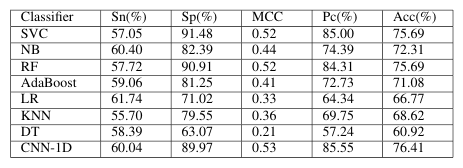 Classifier Sn(%) Sp(%) MCC Pc(%) Acc(%)
SVC 57.05 91.48 0.52 85.00 75.69
NB 60.40 82.39 0.44 74.39 72.31
RF 57.72 90.91 0.52 84.31 75.69
AdaBoost 59.06 81.25 0.41 72.73 71.08
LR 61.74 71.02 0.33 64.34 66.77
KNN 55.70 79.55 0.36 69.75 68.62
DT 58.39 63.07 0.21 57.24 60.92
CNN-1D 60.04 89.97 0.53 85.55 76.41